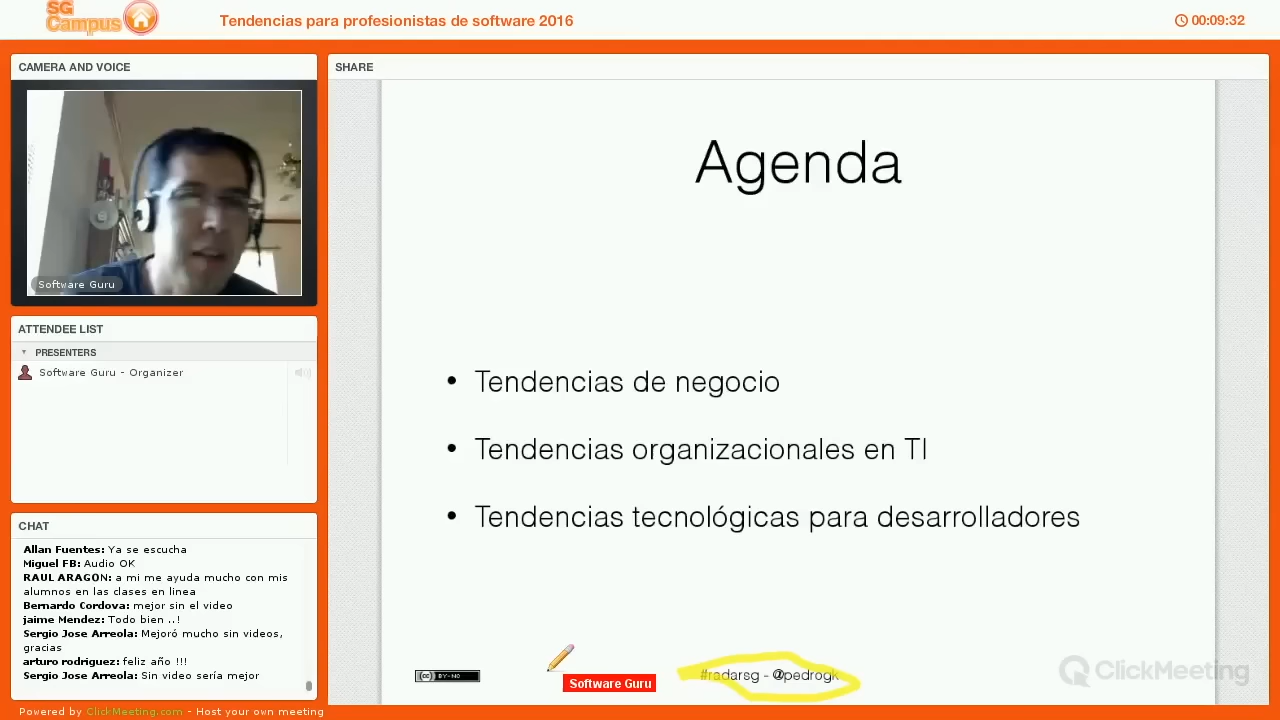 SG
Campus
Tendencias para profesionistas de software 2016
00:09:32
CAMERA AND VOICE
Software Guru
ATTENDEE LIST
PRESENTERS
Software Guru - Organizer
CHAT
Allan Fuentes: Ya se escucha
Miguel FB: Audio OK
RAUL ARAGON: a mi me ayuda mucho con mis
alumnos en las clases en linea
Bernardo Cordova: mejor sin el video
jaime Mendez: Todo bien ..!
Sergio Jose Arreola: Mejoró mucho sin videos,
gracias
arturo rodriguez: feliz año !!!
Sergio Jose Arreola: Sin video sería mejor
SHARE
Agenda
• Tendencias de negocio
• Tendencias organizacionales en TI
• Tendencias tecnológicas para desarrolladores
(cc) BY-ND
Software Guru
#radarsg - @pedrogk
ClickMeeting
Powered by ClickMeeting.com - Host your own meeting